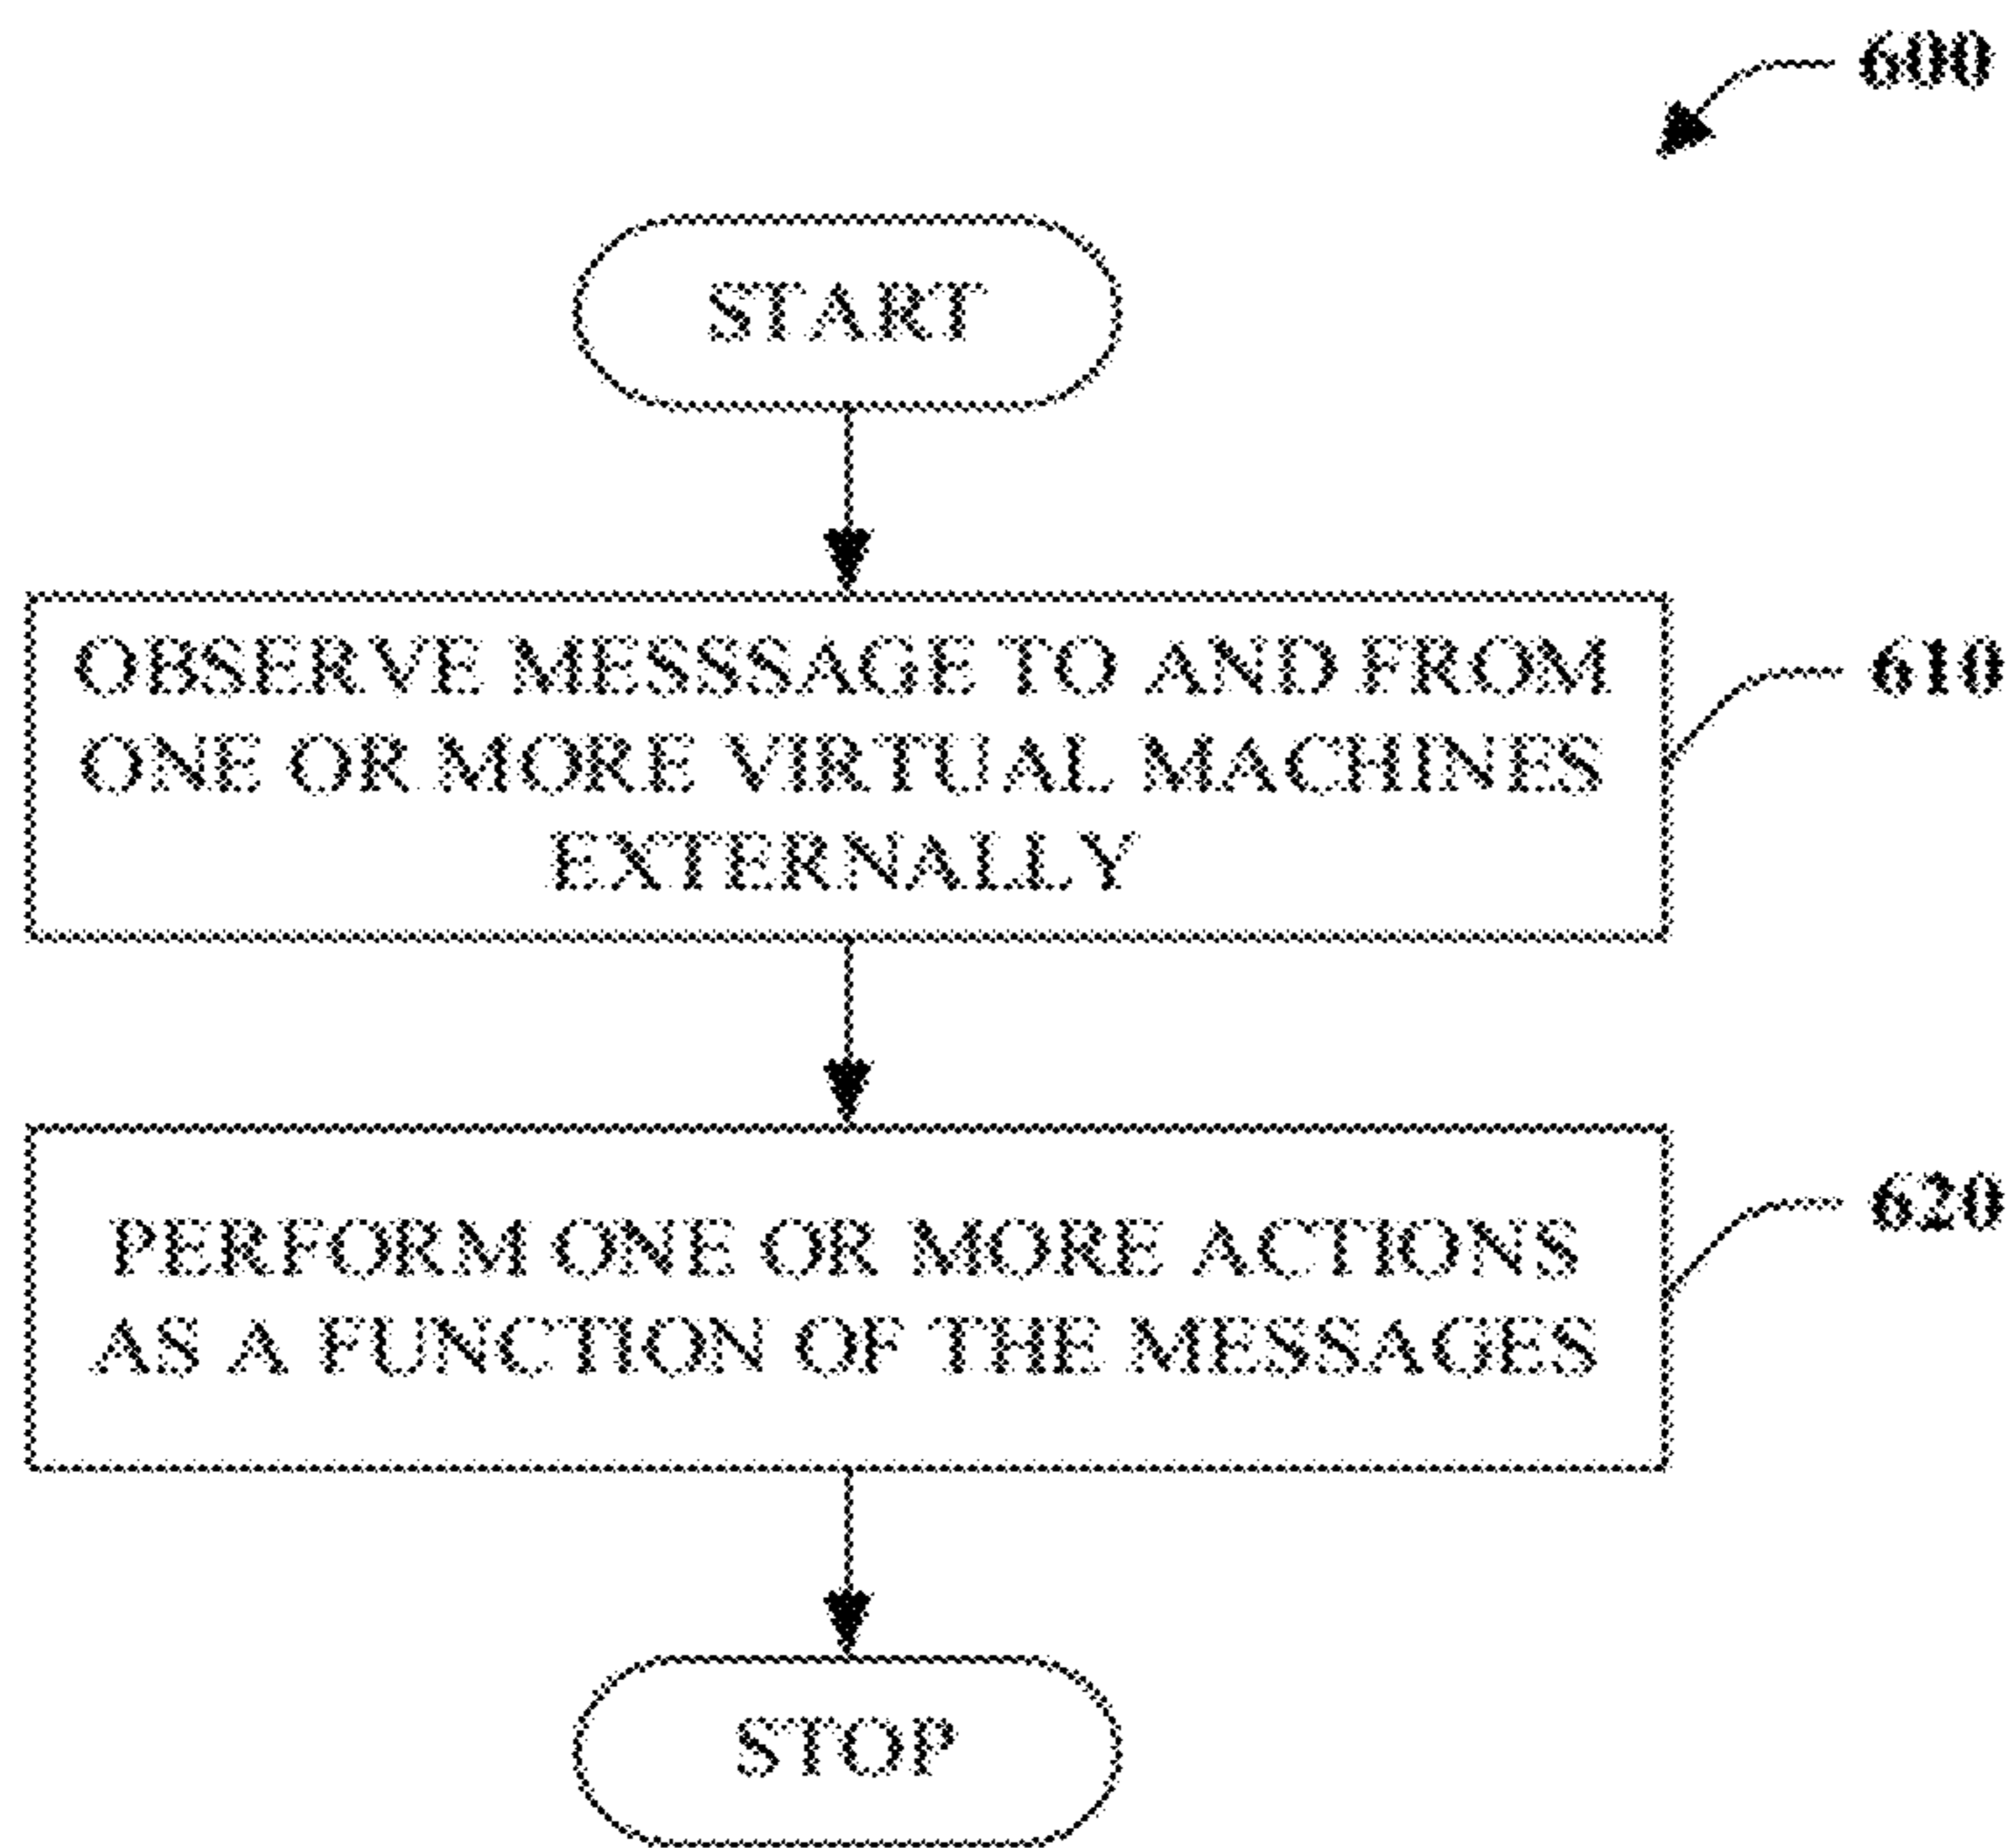 600
START
OBSERVE MESSSAGE TO AND FROM
ONE OR MORE VIRTUAL MACHINES
EXTERNALLY
610
PERFORM ONE OR MORE ACTIONS
AS A FUNCTION OF THE MESSAGES
620
STOP